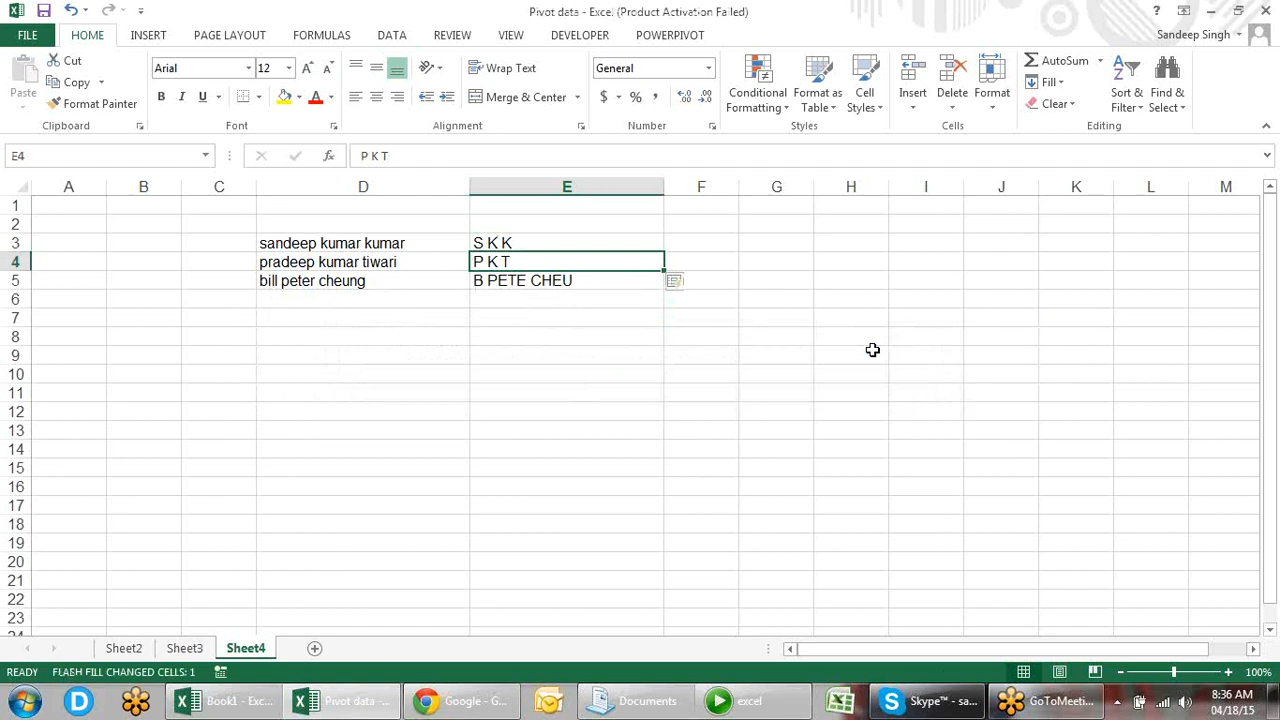 Pivot data - Excel (Product Activation Failed)
FILE HOME INSERT PAGE LAYOUT FORMULAS DATA REVIEW VIEW DEVELOPER POWERPIVOT Sandeep Singh
Paste Cut Copy Format Painter
Clipboard
Arial 12
B I U
Font
Wrap Text
Merge & Center
Alignment
General
$ % ,
Number
Conditional Formatting Format as Table Cell Styles
Styles
Insert Delete Format
Cells
AutoSum Fill Clear Sort & Filter Find & Select
Editing
E4 fx P K T
A B C D E F G H I J K L M
1
2
3 sandeep kumar kumar S K K
4 pradeep kumar tiwari P K T
5 bill peter cheung B PETE CHEU
6
7
8
9
10
11
12
13
14
15
16
17
18
19
20
21
22
23
24
Sheet2 Sheet3 Sheet4
READY FLASH FILL CHANGED CELLS: 1 100%
Book1 - Exc... Pivot data ... Google - G... Documents excel Skype™ - sa... GoToMeeti... 8:36 AM
04/18/15